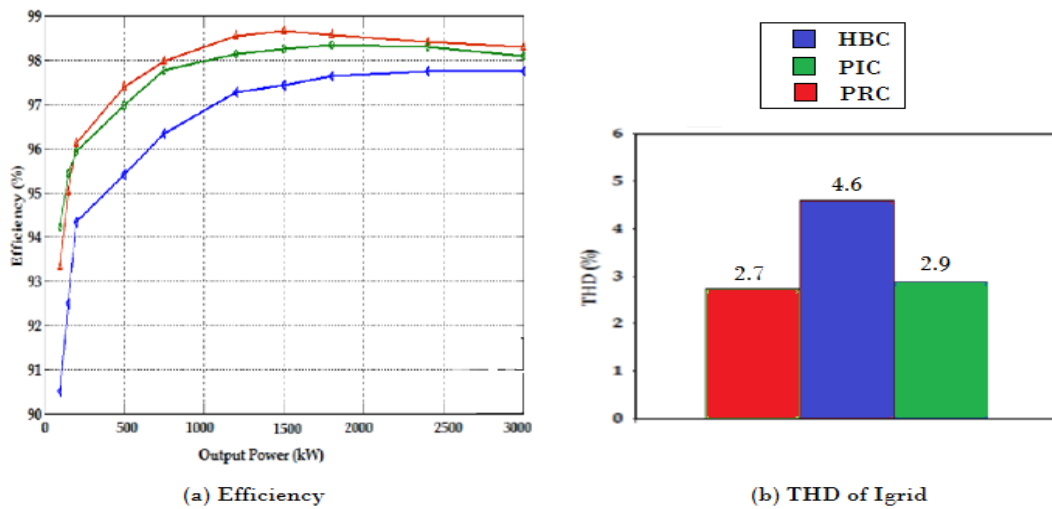 99
98
97
96
95
94
93
92
91
90
Efficiency (%)
0 500 1000 1500 2000 2500 3000
Output Power (kW)
(a) Efficiency
HBC
PIC
PRC
6
5
4
3
2
1
0
THD (%)
2.7
4.6
2.9
(b) THD of Igrid